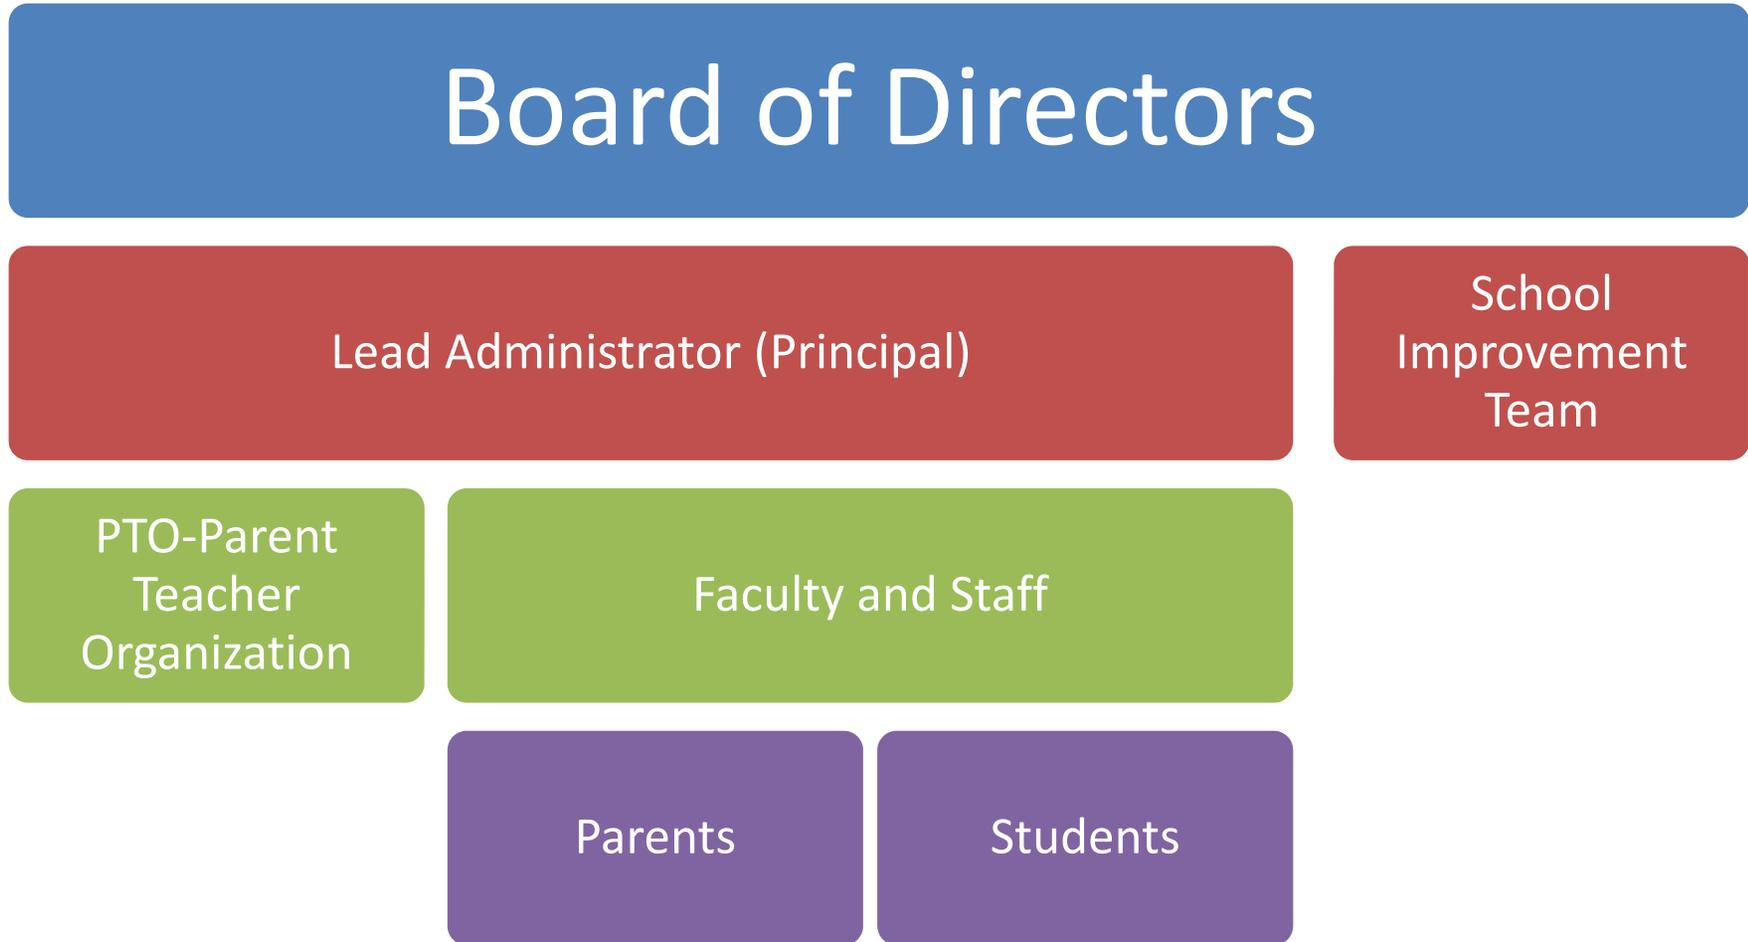 Board of Directors
Lead Administrator (Principal)
School
Improvement
Team
PTO-Parent
Teacher
Organization
Faculty and Staff
Parents
Students